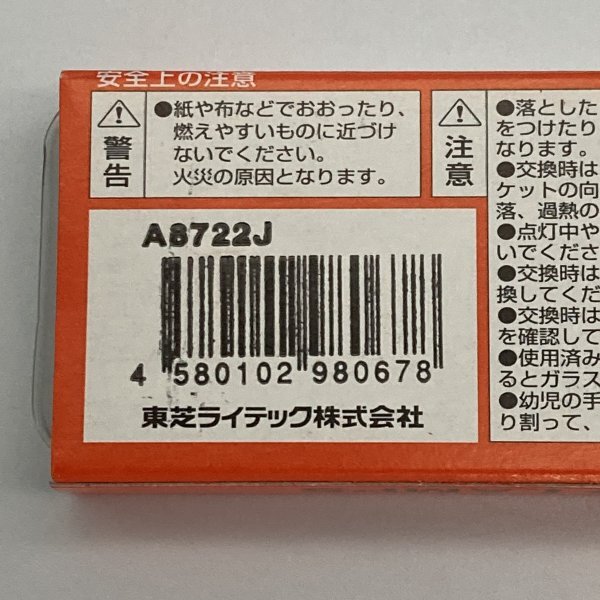 安全上の注意
警告
●紙や布などでおおったり、
燃えやすいものに近づけ
ないでください。
火災の原因となります。
注意
●落とした
をつけたり
なります。
●交換時は
ケットの向
落、過熱の
●点灯中や
いでくださ
●交換時は
換してくだ
●交換時は
を確認して
●使用済み
るとガラス
●幼児の手
り割って、
A8722J
4 580102 980678
東芝ライテック株式会社